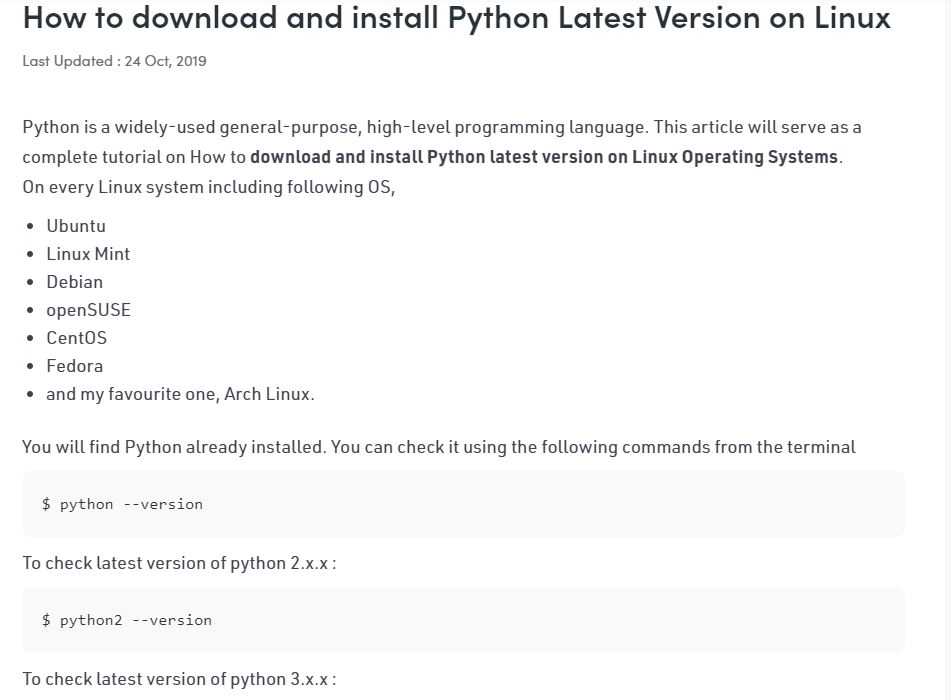 How to download and install Python Latest Version on Linux
Last Updated : 24 Oct, 2019
Python is a widely-used general-purpose, high-level programming language. This article will serve as a
complete tutorial on How to download and install Python latest version on Linux Operating Systems.
On every Linux system including following OS,
• Ubuntu
• Linux Mint
• Debian
• openSUSE
• CentOS
• Fedora
• and my favourite one, Arch Linux.
You will find Python already installed. You can check it using the following commands from the terminal
$ python --version
To check latest version of python 2.x.x :
$ python2 --version
To check latest version of python 3.x.x :